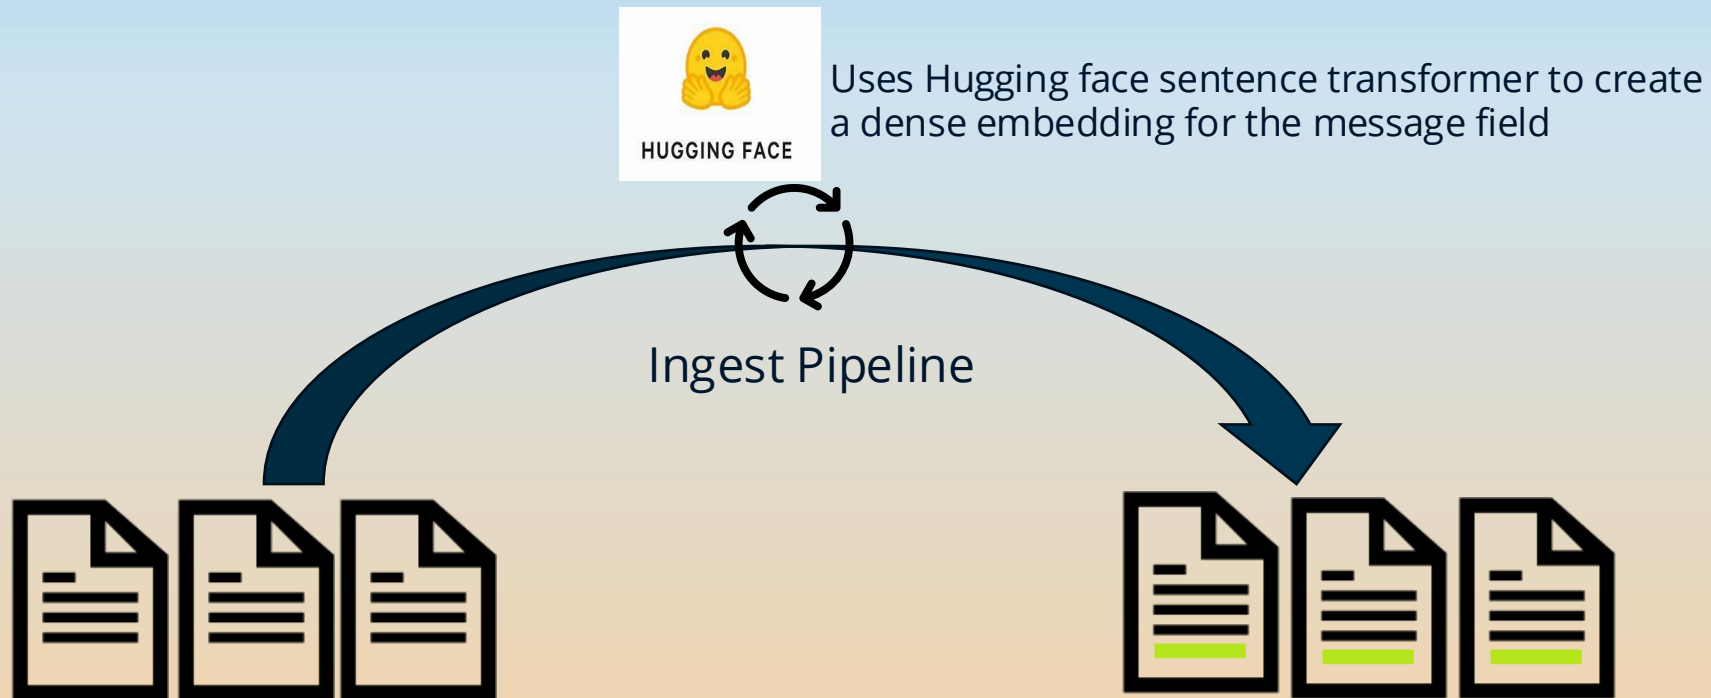 HUGGING FACE
Uses Hugging face sentence transformer to create
a dense embedding for the message field
Ingest Pipeline